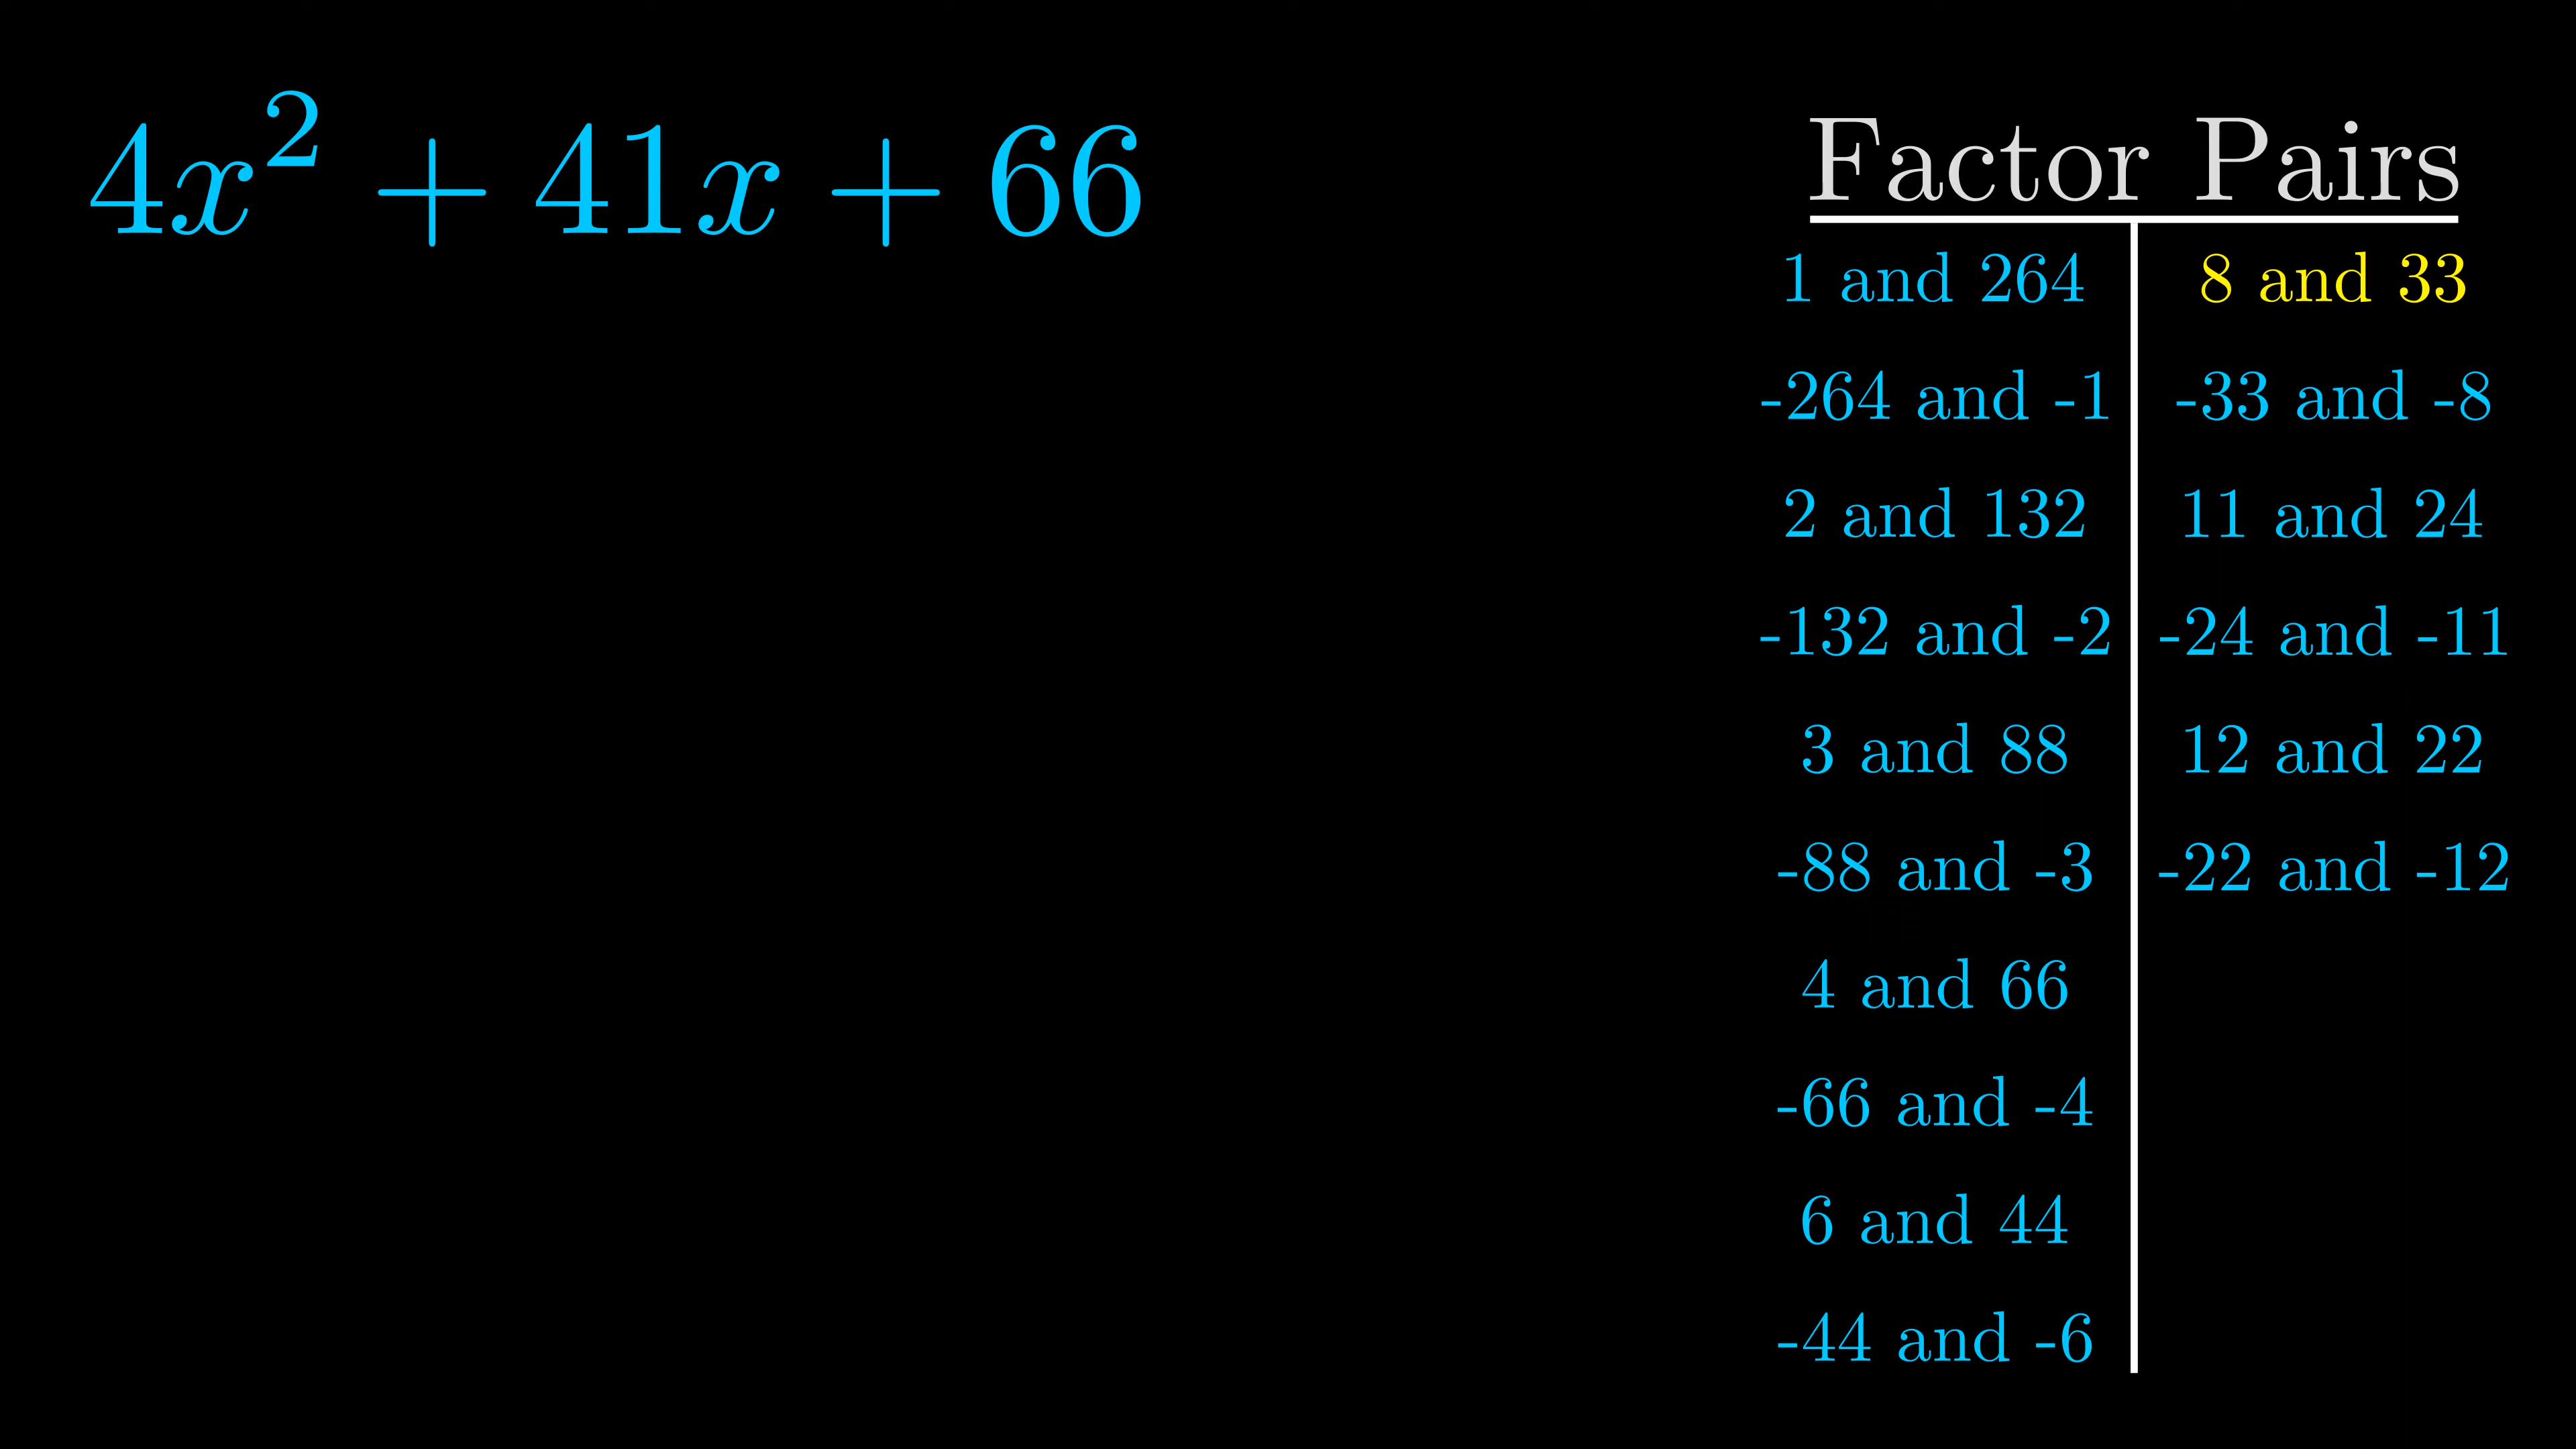 4x² + 41x + 66
Factor Pairs
1 and 264
-264 and -1
2 and 132
-132 and -2
3 and 88
-88 and -3
4 and 66
-66 and -4
6 and 44
-44 and -6
8 and 33
-33 and -8
11 and 24
-24 and -11
12 and 22
-22 and -12